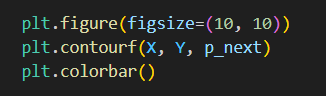 plt.figure(figsize=(10, 10))
plt.contourf(X, Y, p_next)
plt.colorbar()